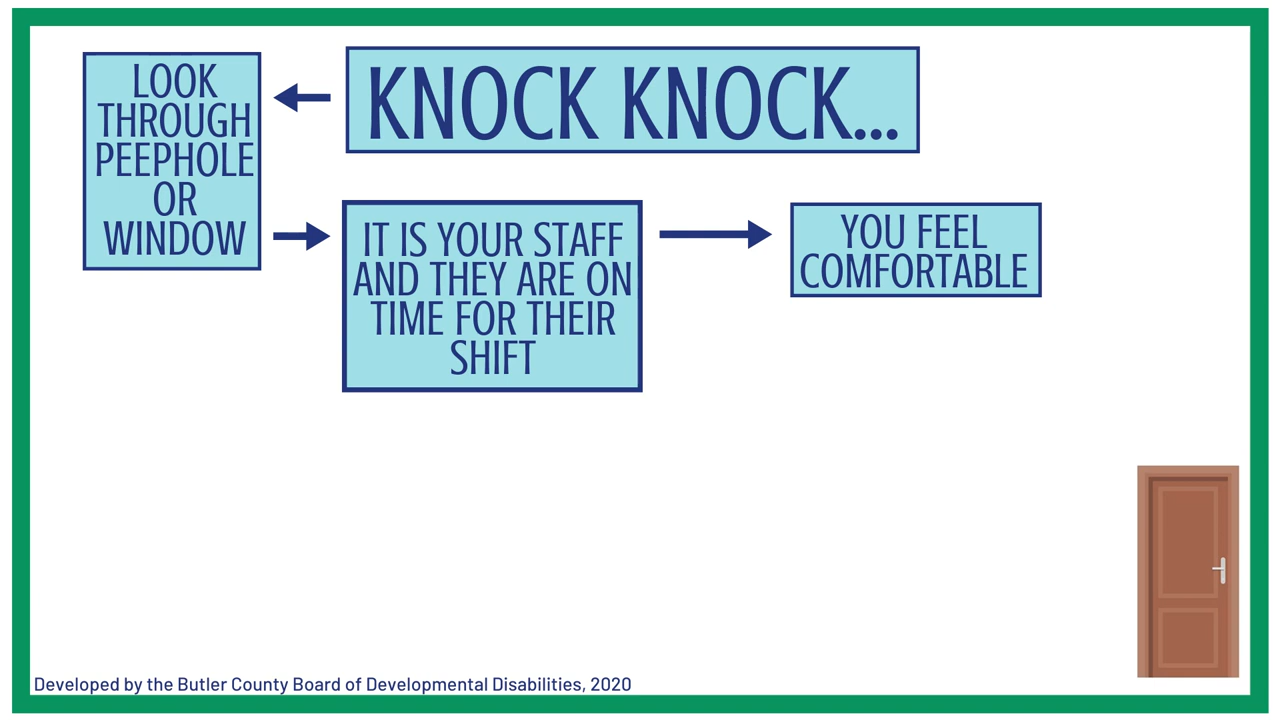 KNOCK KNOCK...
LOOK
THROUGH
PEEPHOLE
OR
WINDOW
IT IS YOUR STAFF
AND THEY ARE ON
TIME FOR THEIR
SHIFT
YOU FEEL
COMFORTABLE
Developed by the Butler County Board of Developmental Disabilities, 2020